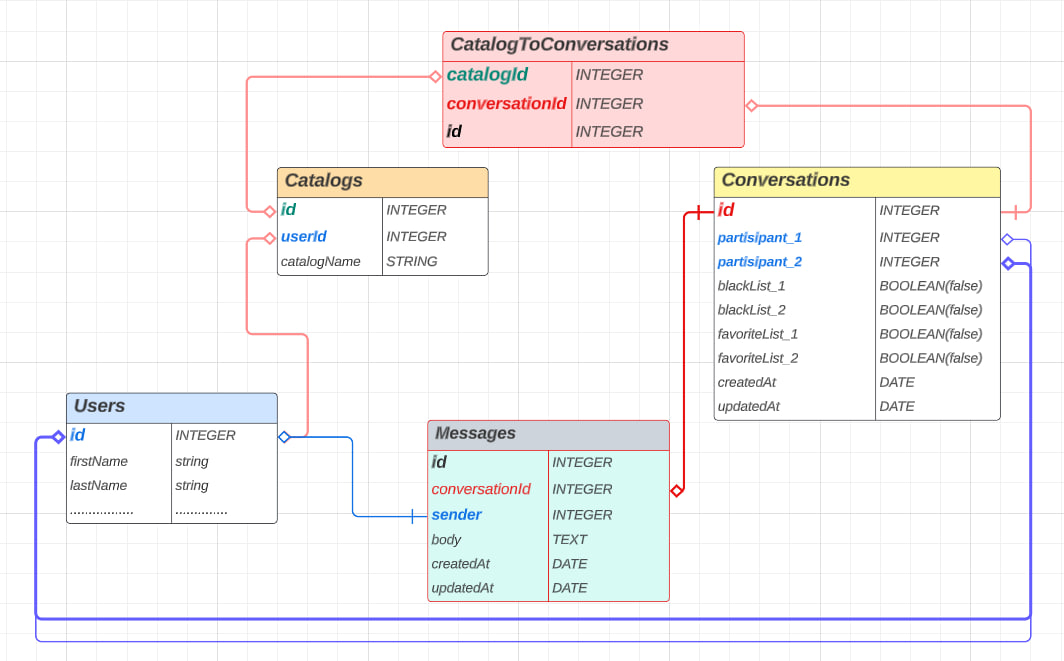 CatalogToConversations
catalogId INTEGER
conversationId INTEGER
id INTEGER
Catalogs
id INTEGER
userId INTEGER
catalogName STRING
Conversations
id INTEGER
partisipant_1 INTEGER
partisipant_2 INTEGER
blackList_1 BOOLEAN(false)
blackList_2 BOOLEAN(false)
favoriteList_1 BOOLEAN(false)
favoriteList_2 BOOLEAN(false)
createdAt DATE
updatedAt DATE
Users
id INTEGER
firstName string
lastName string
................ .............
Messages
id INTEGER
conversationId INTEGER
sender INTEGER
body TEXT
createdAt DATE
updatedAt DATE